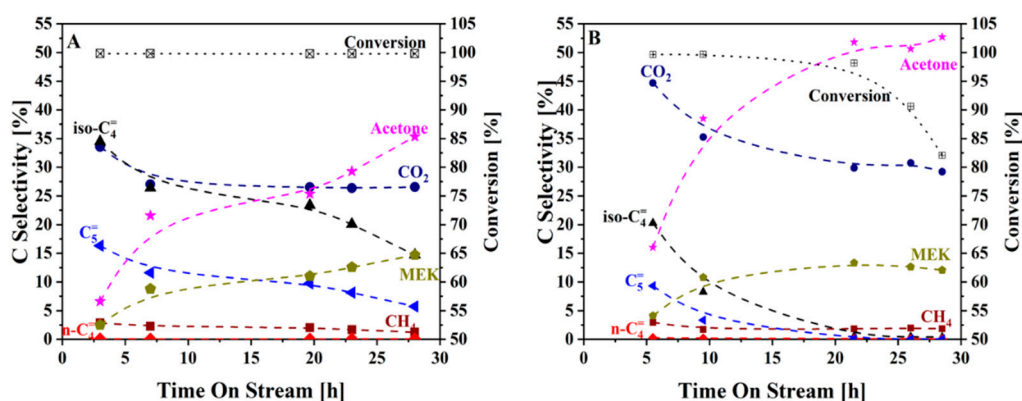 A
C Selectivity [%]
55
50
45
40
35
30
25
20
15
10
5
0
0
5
10
15
20
25
30
Time On Stream [h]
105
100
95
90
85
80
75
70
65
60
55
50
Conversion [%]
Conversion
iso-C₄⁼
Acetone
CO₂
C₅⁼
MEK
n-C₄⁼
CH₄
B
C Selectivity [%]
55
50
45
40
35
30
25
20
15
10
5
0
0
5
10
15
20
25
30
Time On Stream [h]
105
100
95
90
85
80
75
70
65
60
55
50
Conversion [%]
CO₂
Acetone
Conversion
iso-C₄⁼
C₅⁼
MEK
n-C₄⁼
CH₄